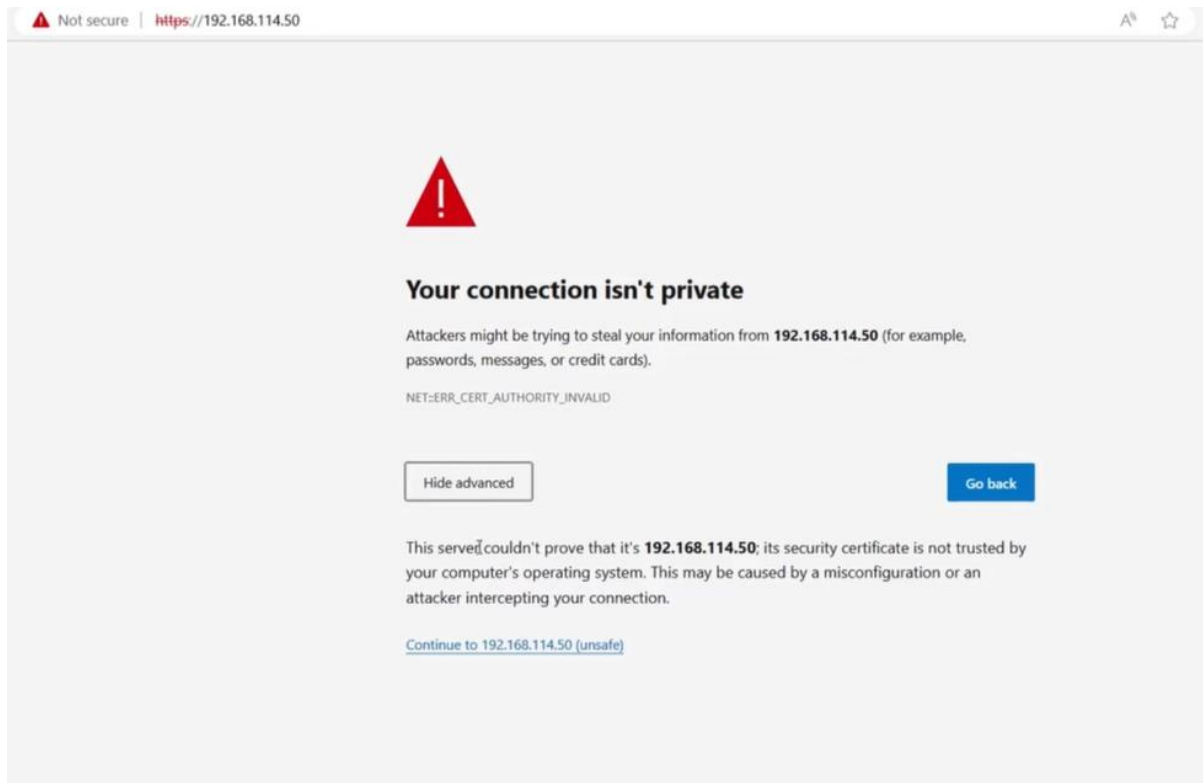 Not secure | https://192.168.114.50
Your connection isn't private
Attackers might be trying to steal your information from 192.168.114.50 (for example,
passwords, messages, or credit cards).
NET::ERR_CERT_AUTHORITY_INVALID
Hide advanced
Go back
This server couldn't prove that it's 192.168.114.50; its security certificate is not trusted by
your computer's operating system. This may be caused by a misconfiguration or an
attacker intercepting your connection.
Continue to 192.168.114.50 (unsafe)